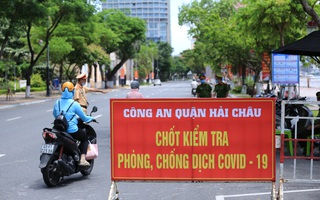 CÔNG AN QUẬN HẢI CHÂU
CHỐT KIỂM TRA
PHÒNG, CHỐNG DỊCH COVID - 19